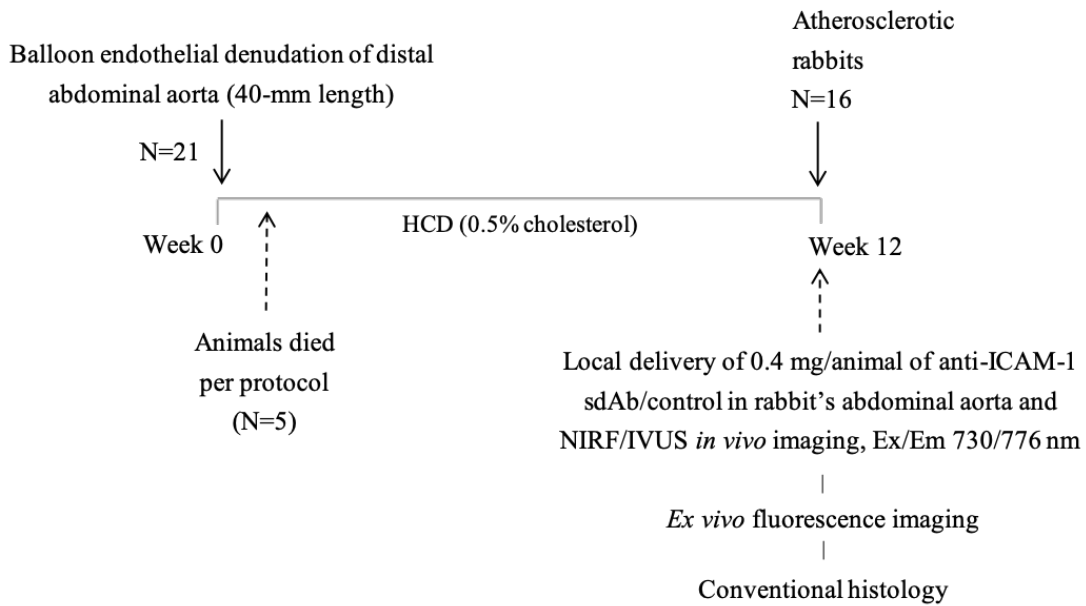 Balloon endothelial denudation of distal
abdominal aorta (40-mm length)
N=21
Atherosclerotic
rabbits
N=16
HCD (0.5% cholesterol)
Week 0
Week 12
Animals died
per protocol
(N=5)
Local delivery of 0.4 mg/animal of anti-ICAM-1
sdAb/control in rabbit’s abdominal aorta and
NIRF/IVUS in vivo imaging, Ex/Em 730/776 nm
Ex vivo fluorescence imaging
Conventional histology